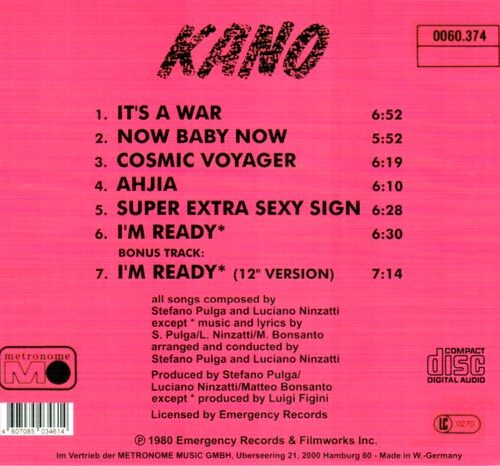 KANO
0060.374
1. IT'S A WAR 6:52
2. NOW BABY NOW 5:52
3. COSMIC VOYAGER 6:19
4. AHJIA 6:10
5. SUPER EXTRA SEXY SIGN 6:28
6. I'M READY* 6:30
BONUS TRACK:
7. I'M READY* (12" VERSION) 7:14
all songs composed by
Stefano Pulga and Luciano Ninzatti
except * music and lyrics by
S. Pulga/L. Ninzatti/M. Bonsanto
arranged and conducted by
Stefano Pulga and Luciano Ninzatti
Produced by Stefano Pulga/
Luciano Ninzatti/Matteo Bonsanto
except * produced by Luigi Figini
Licensed by Emergency Records
metronome
COMPACT
disc
DIGITAL AUDIO
4 607085 034614
LC 0270
℗ 1980 Emergency Records & Filmworks Inc.
Im Vertrieb der METRONOME MUSIC GMBH, Uberseering 21, 2000 Hamburg 60 - Made in W.-Germany